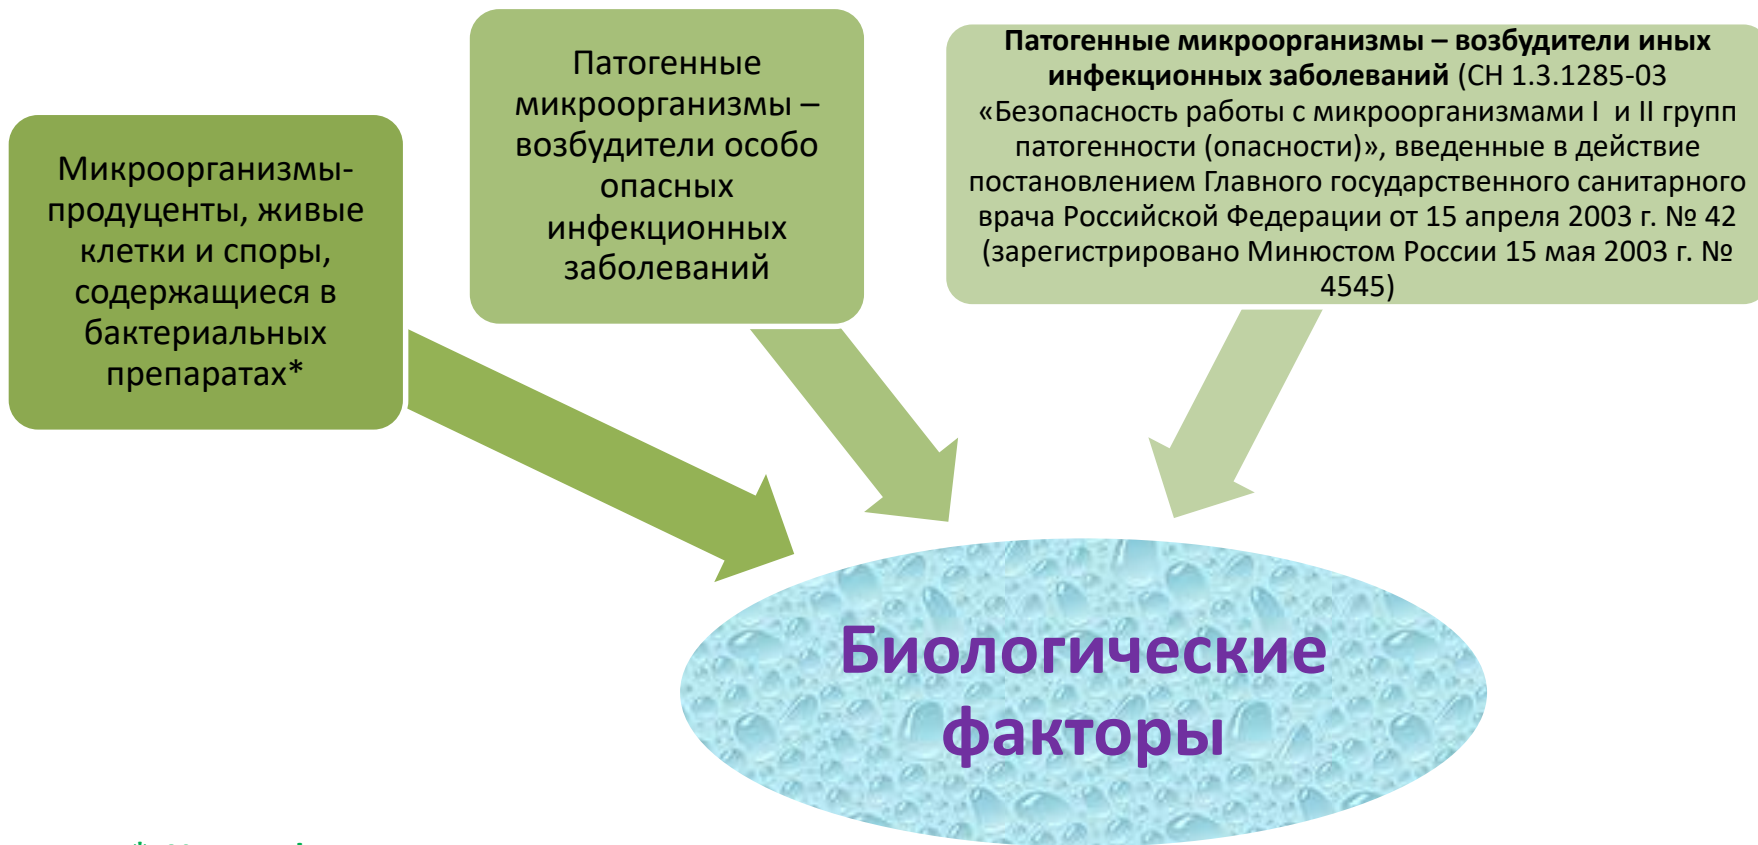 Микроорганизмы-
продуценты, живые
клетки и споры,
содержащиеся в
бактериальных
препаратах*
Патогенные
микроорганизмы –
возбудители особо
опасных
инфекционных
заболеваний
Патогенные микроорганизмы – возбудители иных
инфекционных заболеваний (СН 1.3.1285-03
«Безопасность работы с микроорганизмами I и II групп
патогенности (опасности)», введенные в действие
постановлением Главного государственного санитарного
врача Российской Федерации от 15 апреля 2003 г. № 42
(зарегистрировано Минюстом России 15 мая 2003 г. №
4545)
Биологические
факторы